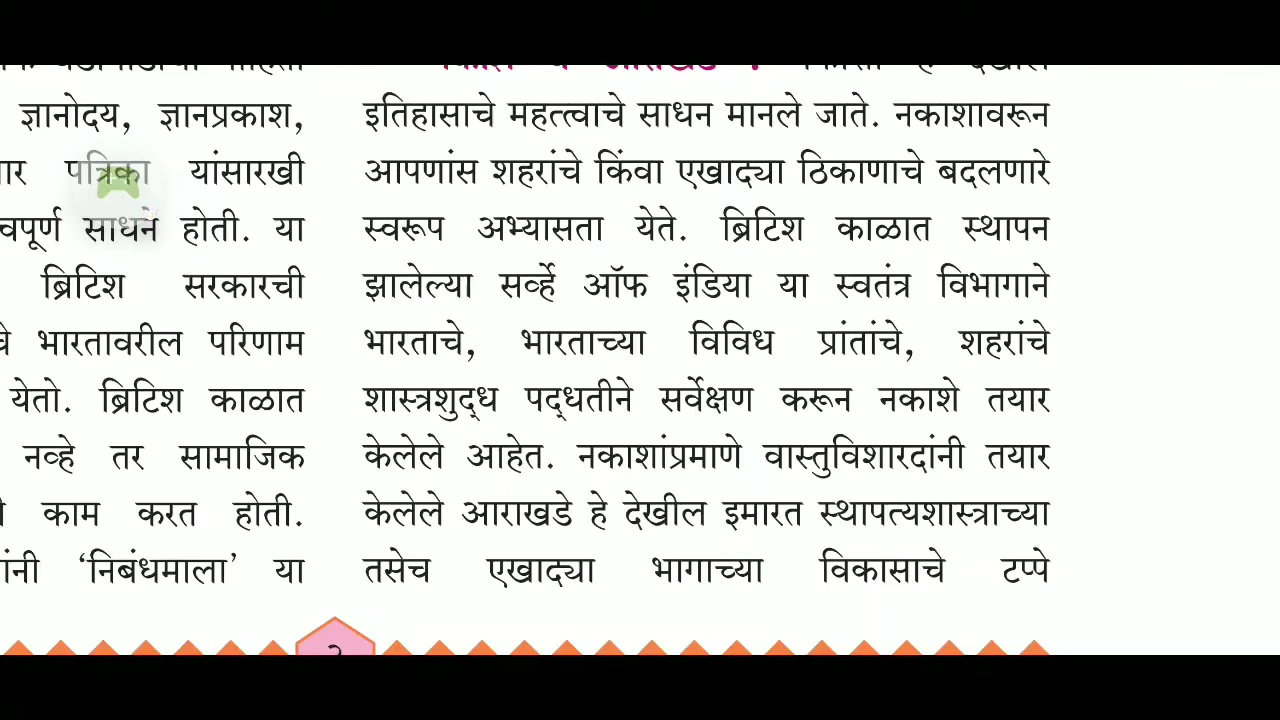 ज्ञानोदय, ज्ञानप्रकाश,
पत्रिका यांसारखी
साधने होती. या
ब्रिटिश सरकारची
भारतावरील परिणाम
येतो. ब्रिटिश काळात
नव्हे तर सामाजिक
काम करत होती.
‘निबंधमाला’ या
इतिहासाचे महत्त्वाचे साधन मानले जाते. नकाशावरून
आपणांस शहरांचे किंवा एखाद्या ठिकाणाचे बदलणारे
स्वरूप अभ्यासता येते. ब्रिटिश काळात स्थापन
झालेल्या सर्व्हे ऑफ इंडिया या स्वतंत्र विभागाने
भारताचे, भारताच्या विविध प्रांतांचे, शहरांचे
शास्त्रशुद्ध पद्धतीने सर्वेक्षण करून नकाशे तयार
केलेले आहेत. नकाशांप्रमाणे वास्तुविशारदांनी तयार
केलेले आराखडे हे देखील इमारत स्थापत्यशास्त्राच्या
तसेच एखाद्या भागाच्या विकासाचे टप्पे